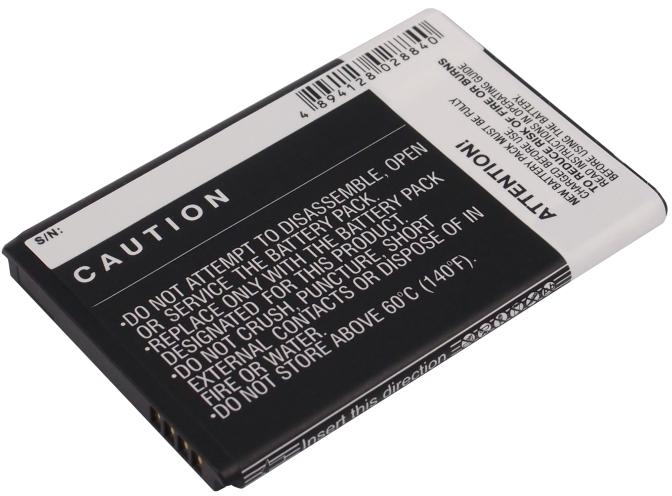 4 894128 028840
S/N:
CAUTION
•DO NOT ATTEMPT TO DISASSEMBLE, OPEN
OR SERVICE THE BATTERY PACK.
•REPLACE ONLY WITH THE BATTERY PACK
DESIGNATED FOR THIS PRODUCT.
•DO NOT CRUSH, PUNCTURE, SHORT
EXTERNAL CONTACTS OR DISPOSE OF IN
FIRE OR WATER.
•DO NOT STORE ABOVE 60°C (140°F).
Insert this direction
ATTENTION!
NEW BATTERY PACK MUST BE FULLY
CHARGED BEFORE USE.
TO REDUCE RISK OF FIRE OR BURNS
READ INSTRUCTIONS IN OPERATING GUIDE
BEFORE USING THE BATTERY.